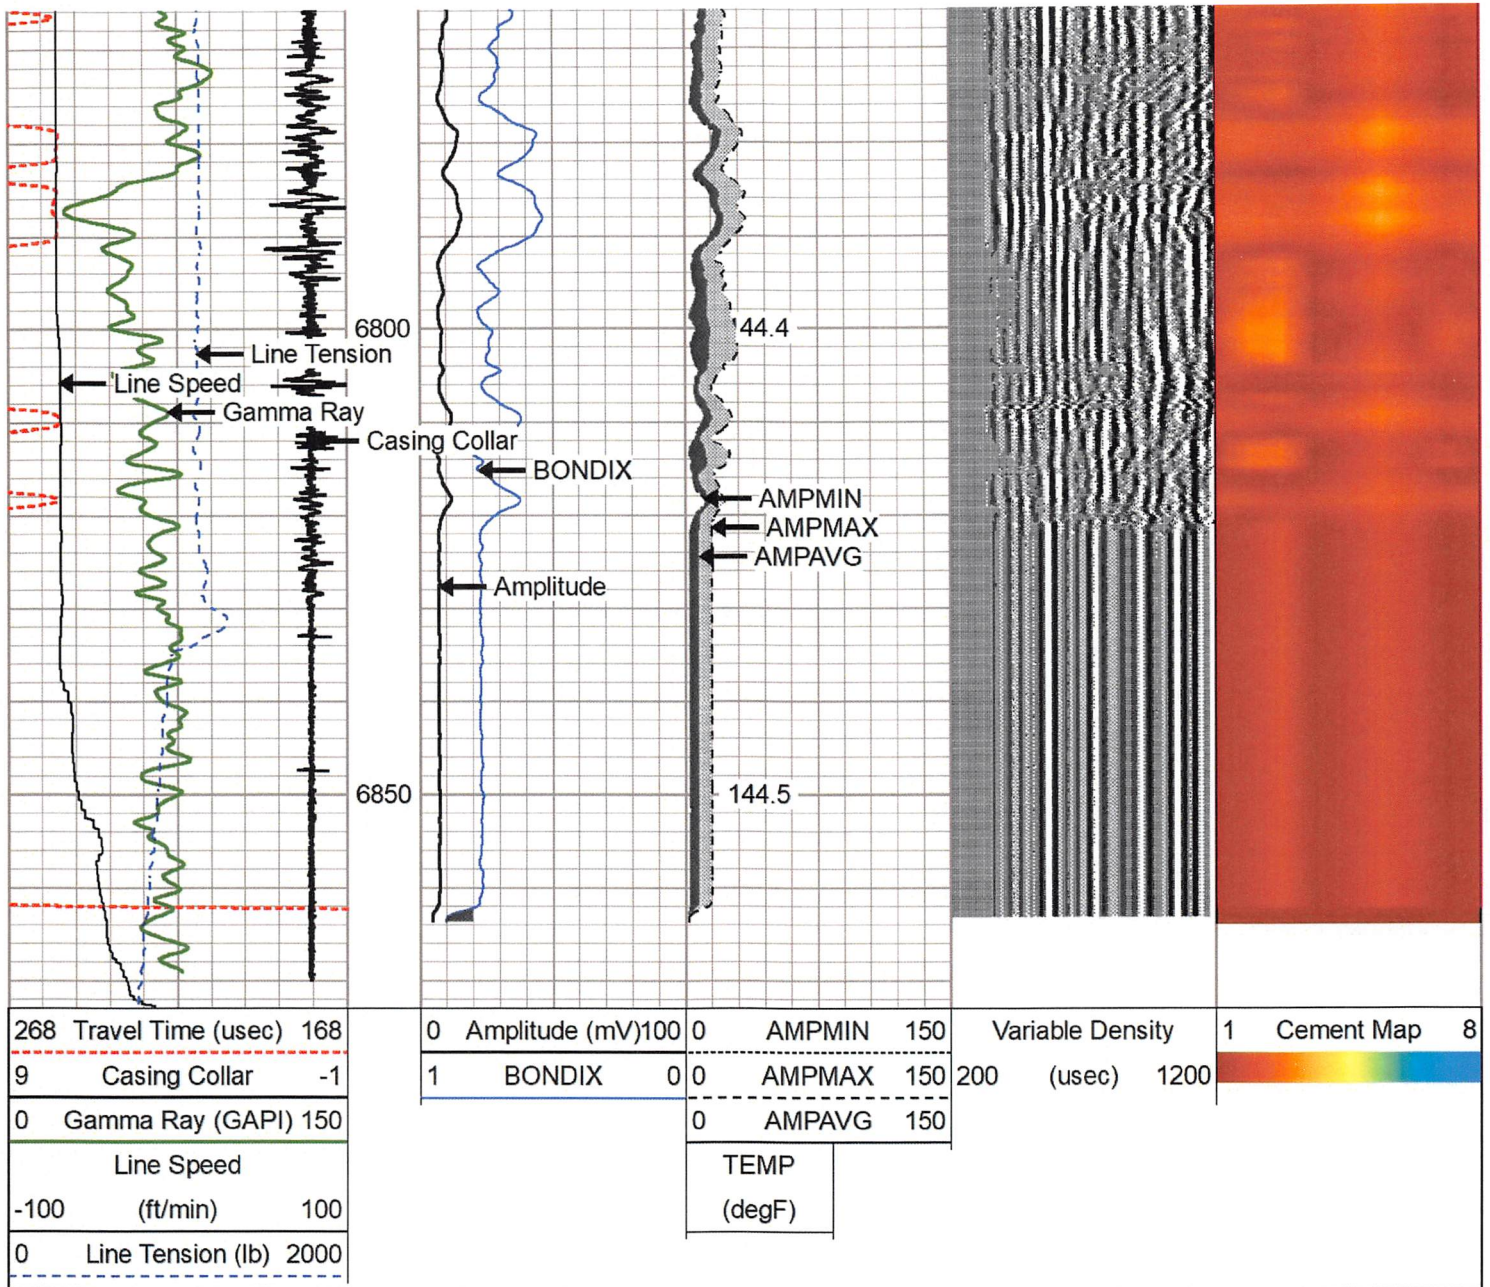 6800
44.4
Line Tension
Line Speed
Gamma Ray
Casing Collar
BONDIX
AMPMIN
AMPMAX
AMPAVG
Amplitude
6850
144.5
268 Travel Time (usec) 168
9 Casing Collar -1
0 Gamma Ray (GAPI) 150
Line Speed
-100 (ft/min) 100
0 Line Tension (lb) 2000
0 Amplitude (mV) 100
1 BONDIX 0
0 AMPMIN 150
0 AMPMAX 150
0 AMPAVG 150
TEMP
(degF)
Variable Density
200 (usec) 1200
1 Cement Map 8